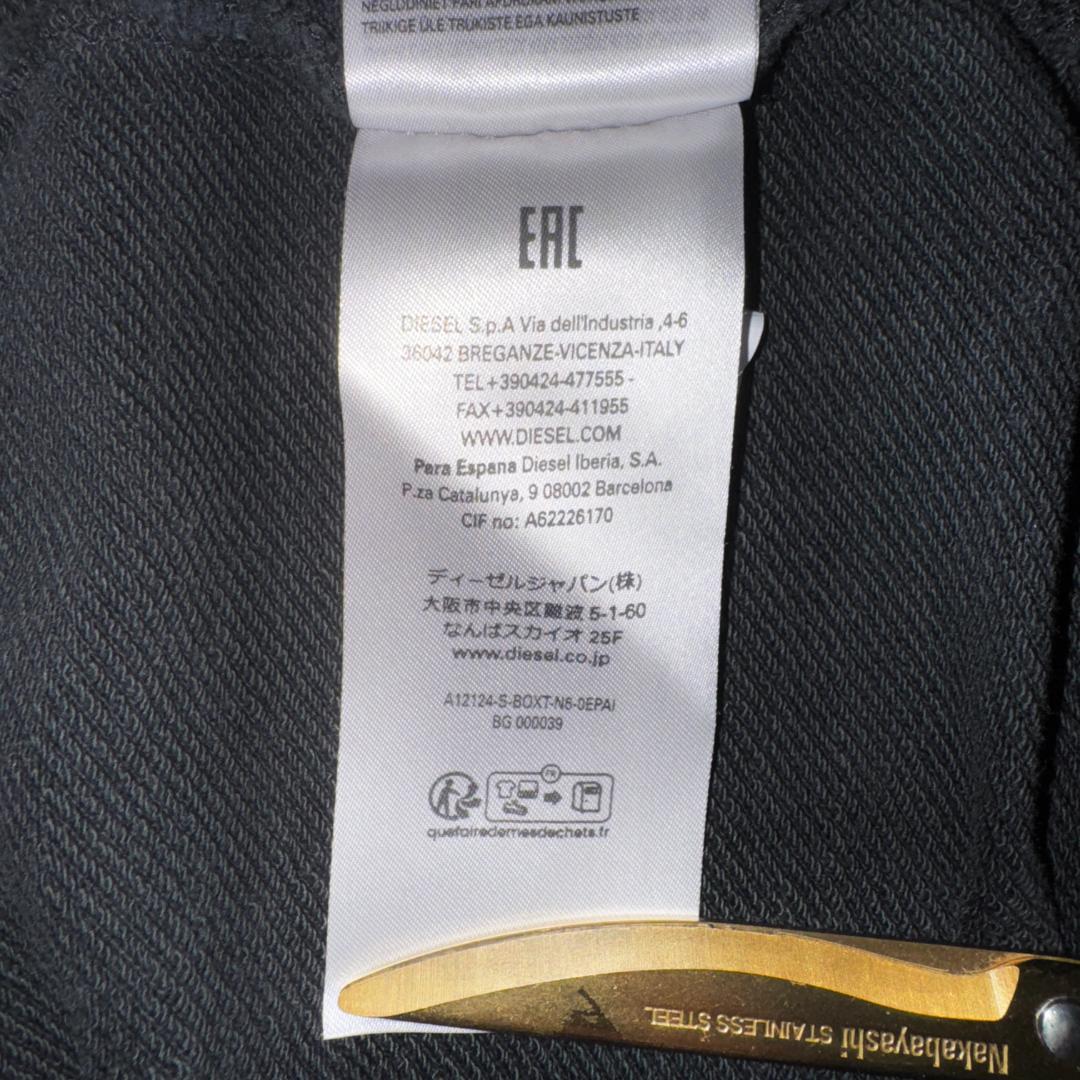 TRIIKIGE ÜLE TRÜKISTE EGA KAUNISTUSTE
EAC
DIESEL S.p.A Via dell'Industria ,4-6
36042 BREGANZE-VICENZA-ITALY
TEL+390424-477555 -
FAX+390424-411955
WWW.DIESEL.COM
Para Espana Diesel Iberia, S.A.
P.za Catalunya, 9 08002 Barcelona
CIF no: A62226170
ディーゼルジャパン(株)
大阪市中央区難波 5-1-60
なんばスカイオ 25F
www.diesel.co.jp
A12124-S-BOXT-N6-0EPAI
BG 000039
FR
quefairedemesdechets.fr
Nakabayashi STAINLESS STEEL